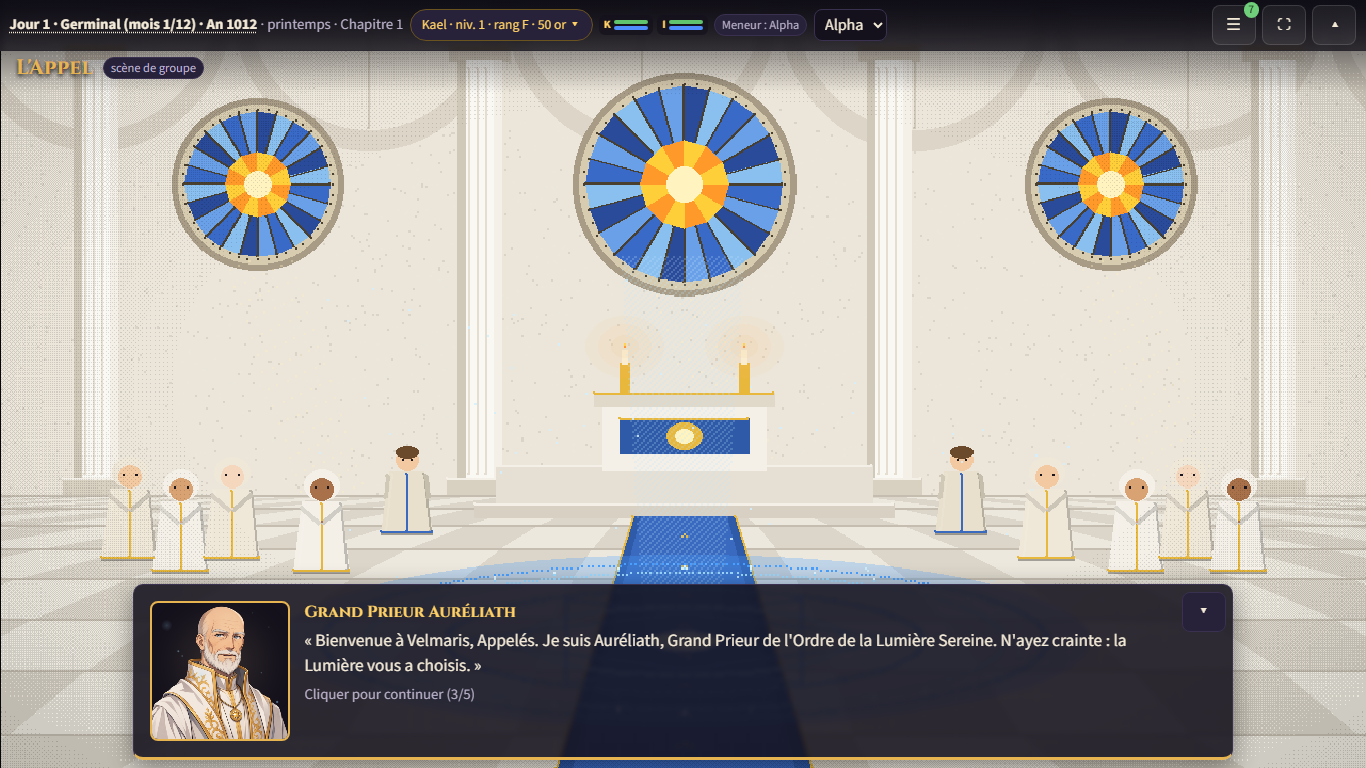 Jour 1 · Germinal (mois 1/12) · An 1012 · printemps · Chapitre 1 Kael · niv. 1 · rang F · 50 or ▾ K I Meneur : Alpha Alpha 7
L'Appel scène de groupe
Grand Prieur Auréliath
« Bienvenue à Velmaris, Appelés. Je suis Auréliath, Grand Prieur de l'Ordre de la Lumière Sereine. N'ayez crainte : la
Lumière vous a choisis. »
Cliquer pour continuer (3/5)